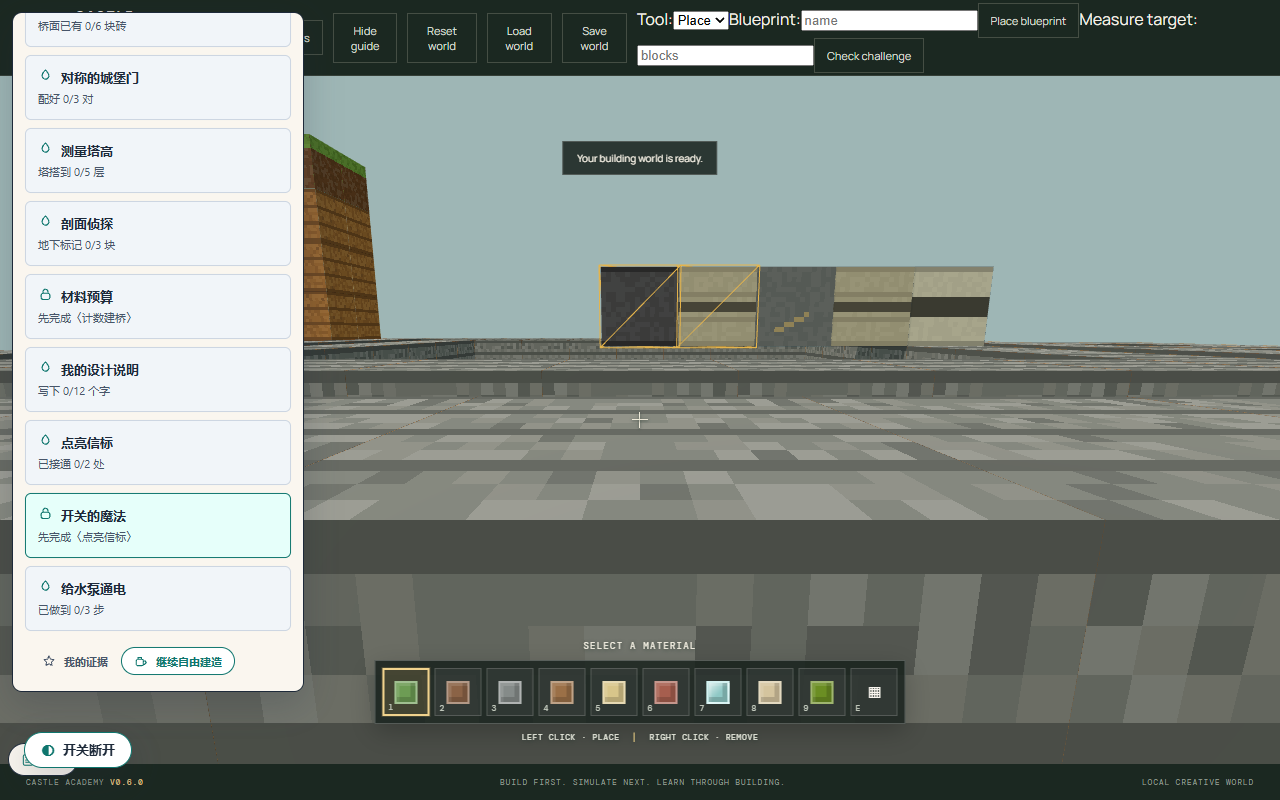 桥面已有 0/6 块砖
对称的城堡门
配好 0/3 对
测量塔高
塔搭到 0/5 层
剖面侦探
地下标记 0/3 块
材料预算
先完成〈计数建桥〉
我的设计说明
写下 0/12 个字
点亮信标
已接通 0/2 处
开关的魔法
先完成〈点亮信标〉
给水泵通电
已做到 0/3 步
我的证据
继续自由建造
开关断开
s
Hide
guide
Reset
world
Load
world
Save
world
Tool:
Place
Blueprint:
name
Place blueprint
Measure target:
blocks
Check challenge
Your building world is ready.
SELECT A MATERIAL
1
2
3
4
5
6
7
8
9
E
LEFT CLICK · PLACE | RIGHT CLICK · REMOVE
CASTLE ACADEMY V0.6.0
BUILD FIRST. SIMULATE NEXT. LEARN THROUGH BUILDING.
LOCAL CREATIVE WORLD